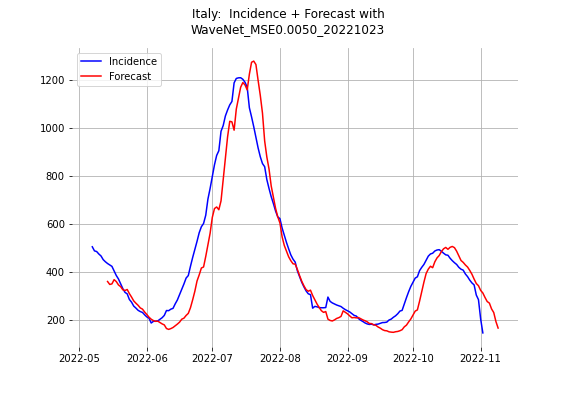 Italy:  Incidence + Forecast with
WaveNet_MSE0.0050_20221023
Incidence
Forecast
1200
1000
800
600
400
200
2022-05 2022-06 2022-07 2022-08 2022-09 2022-10 2022-11